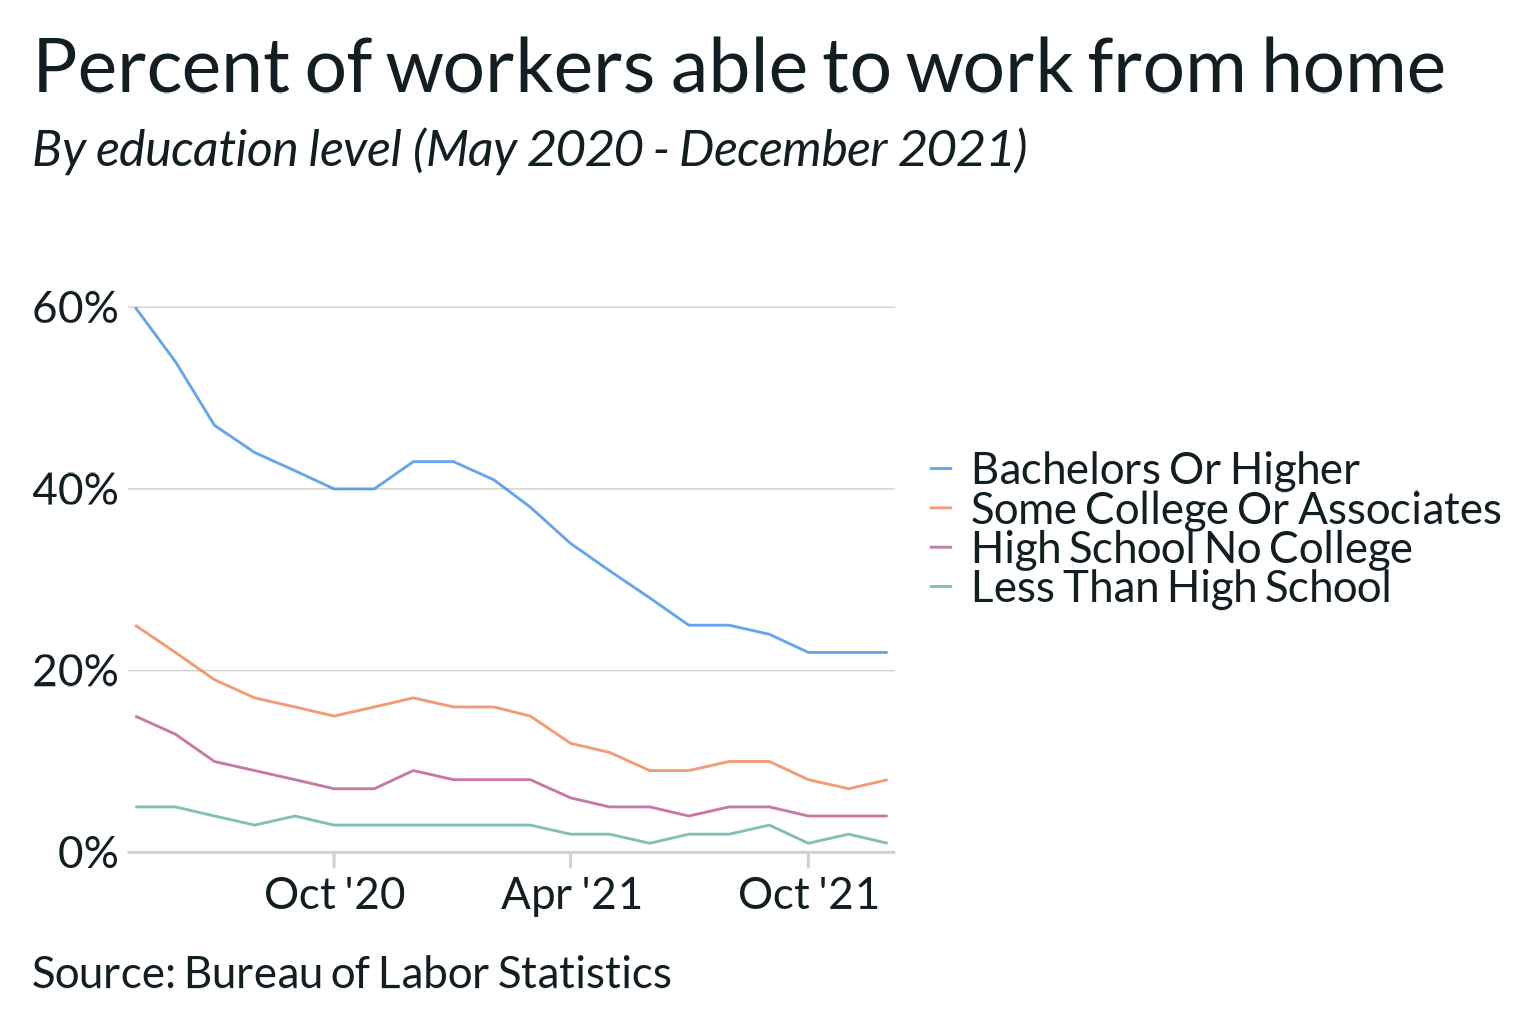 Percent of workers able to work from home
By education level (May 2020 - December 2021)
60%
40%
20%
0%
Oct '20
Apr '21
Oct '21
Bachelors Or Higher
Some College Or Associates
High School No College
Less Than High School
Source: Bureau of Labor Statistics